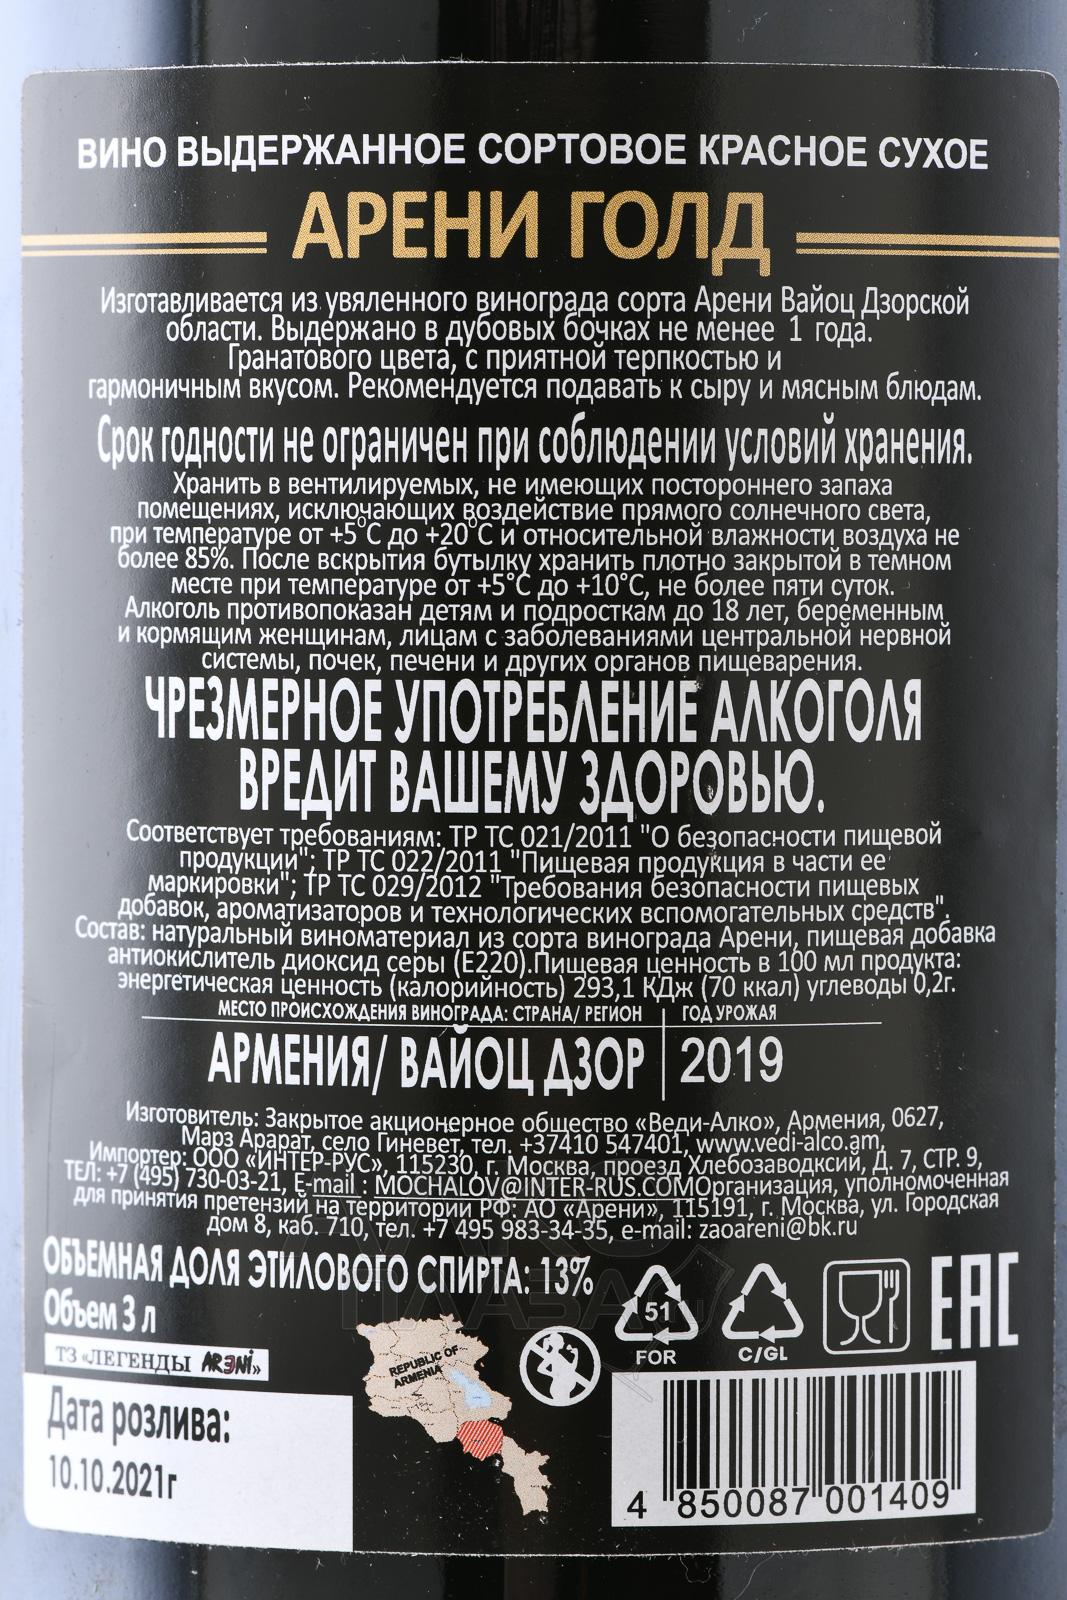 ВИНО ВЫДЕРЖАННОЕ СОРТОВОЕ КРАСНОЕ СУХОЕ
АРЕНИ ГОЛД
Изготавливается из увяленного винограда сорта Арени Вайоц Дзорской
области. Выдержано в дубовых бочках не менее 1 года.
Гранатового цвета, с приятной терпкостью и
гармоничным вкусом. Рекомендуется подавать к сыру и мясным блюдам.
Срок годности не ограничен при соблюдении условий хранения.
Хранить в вентилируемых, не имеющих постороннего запаха
помещениях, исключающих воздействие прямого солнечного света,
при температуре от +5°С до +20°С и относительной влажности воздуха не
более 85%. После вскрытия бутылку хранить плотно закрытой в темном
месте при температуре от +5°С до +10°С, не более пяти суток.
Алкоголь противопоказан детям и подросткам до 18 лет, беременным
и кормящим женщинам, лицам с заболеваниями центральной нервной
системы, почек, печени и других органов пищеварения.
ЧРЕЗМЕРНОЕ УПОТРЕБЛЕНИЕ АЛКОГОЛЯ
ВРЕДИТ ВАШЕМУ ЗДОРОВЬЮ.
Соответствует требованиям: ТР ТС 021/2011 "О безопасности пищевой
продукции"; ТР ТС 022/2011 "Пищевая продукция в части ее
маркировки"; ТР ТС 029/2012 "Требования безопасности пищевых
добавок, ароматизаторов и технологических вспомогательных средств".
Состав: натуральный виноматериал из сорта винограда Арени, пищевая добавка
антиокислитель диоксид серы (Е220).Пищевая ценность в 100 мл продукта:
энергетическая ценность (калорийность) 293,1 КДж (70 ккал) углеводы 0,2г.
МЕСТО ПРОИСХОЖДЕНИЯ ВИНОГРАДА: СТРАНА/ РЕГИОН ГОД УРОЖАЯ
АРМЕНИЯ/ ВАЙОЦ ДЗОР 2019
Изготовитель: Закрытое акционерное общество «Веди-Алко», Армения, 0627,
Марз Арарат, село Гиневет, тел. +37410 547401, www.vedi-alco.am,
Импортер: ООО «ИНТЕР-РУС», 115230, г. Москва, проезд Хлебозаводксий, Д. 7, СТР. 9,
ТЕЛ: +7 (495) 730-03-21, E-mail : MOCHALOV@INTER-RUS.COMОрганизация, уполномоченная
для принятия претензий на территории РФ: АО «Арени», 115191, г. Москва, ул. Городская
дом 8, каб. 710, тел. +7 495 983-34-35, e-mail: zaoareni@bk.ru
ОБЪЕМНАЯ ДОЛЯ ЭТИЛОВОГО СПИРТА: 13%
Объем 3 л
ТЗ «ЛЕГЕНДЫ ARENI»
REPUBLIC OF
ARMENIA
51
FOR
C/GL
EAC
Дата розлива:
10.10.2021г
4 850087 001409